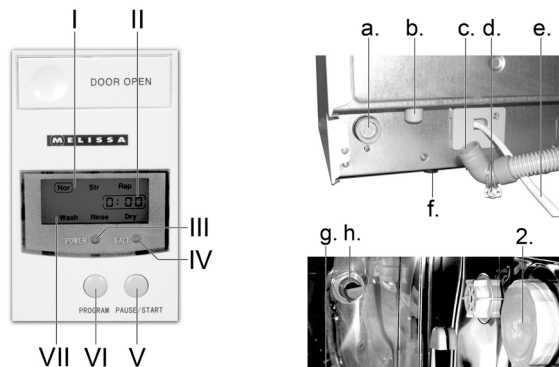 I II
DOOR OPEN
MELISSA
Nor Str Rap
0:00
Wash Rinse Dry
POWER SALT
III
IV
PROGRAM PAUSE/START
VII VI V
a. b. c. d. e.
f.
g. h. 2.